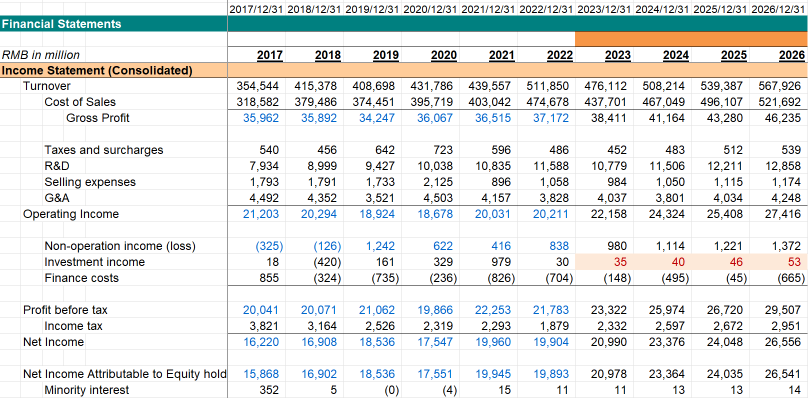 2017/12/31 2018/12/31 2019/12/31 2020/12/31 2021/12/31 2022/12/31 2023/12/31 2024/12/31 2025/12/31 2026/12/31
Financial Statements
RMB in million 2017 2018 2019 2020 2021 2022 2023 2024 2025 2026
Income Statement (Consolidated)
Turnover 354,544 415,378 408,698 431,786 439,557 511,850 476,112 508,214 539,387 567,926
Cost of Sales 318,582 379,486 374,451 395,719 403,042 474,678 437,701 467,049 496,107 521,692
Gross Profit 35,962 35,892 34,247 36,067 36,515 37,172 38,411 41,164 43,280 46,235
Taxes and surcharges 540 456 642 723 596 486 452 483 512 539
R&D 7,934 8,999 9,427 10,038 10,835 11,588 10,779 11,506 12,211 12,858
Selling expenses 1,793 1,791 1,733 2,125 896 1,058 984 1,050 1,115 1,174
G&A 4,492 4,352 3,521 4,503 4,157 3,828 4,037 3,801 4,034 4,248
Operating Income 21,203 20,294 18,924 18,678 20,031 20,211 22,158 24,324 25,408 27,416
Non-operation income (loss) (325) (126) 1,242 622 416 838 980 1,114 1,221 1,372
Investment income 18 (420) 161 329 979 30 35 40 46 53
Finance costs 855 (324) (735) (236) (826) (704) (148) (495) (45) (665)
Profit before tax 20,041 20,071 21,062 19,866 22,253 21,783 23,322 25,974 26,720 29,507
Income tax 3,821 3,164 2,526 2,319 2,293 1,879 2,332 2,597 2,672 2,951
Net Income 16,220 16,908 18,536 17,547 19,960 19,904 20,990 23,376 24,048 26,556
Net Income Attributable to Equity hold 15,868 16,902 18,536 17,551 19,945 19,893 20,978 23,364 24,035 26,541
Minority interest 352 5 (0) (4) 15 11 11 13 13 14